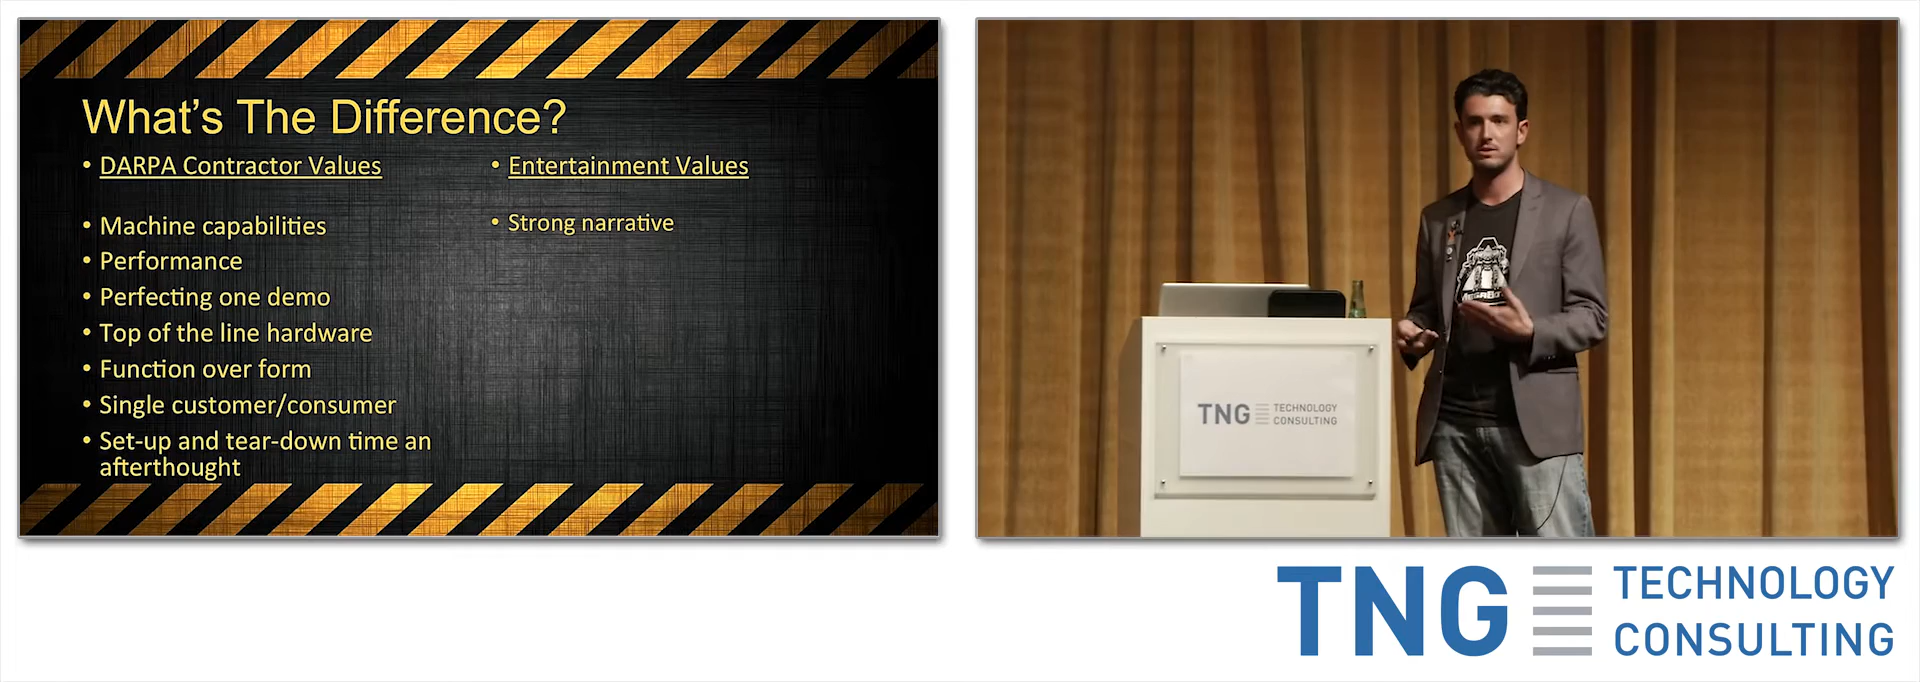 What's The Difference?
• DARPA Contractor Values
• Machine capabilities
• Performance
• Perfecting one demo
• Top of the line hardware
• Function over form
• Single customer/consumer
• Set-up and tear-down time an
afterthought
• Entertainment Values
• Strong narrative
TNG TECHNOLOGY
CONSULTING
TNG TECHNOLOGY
CONSULTING